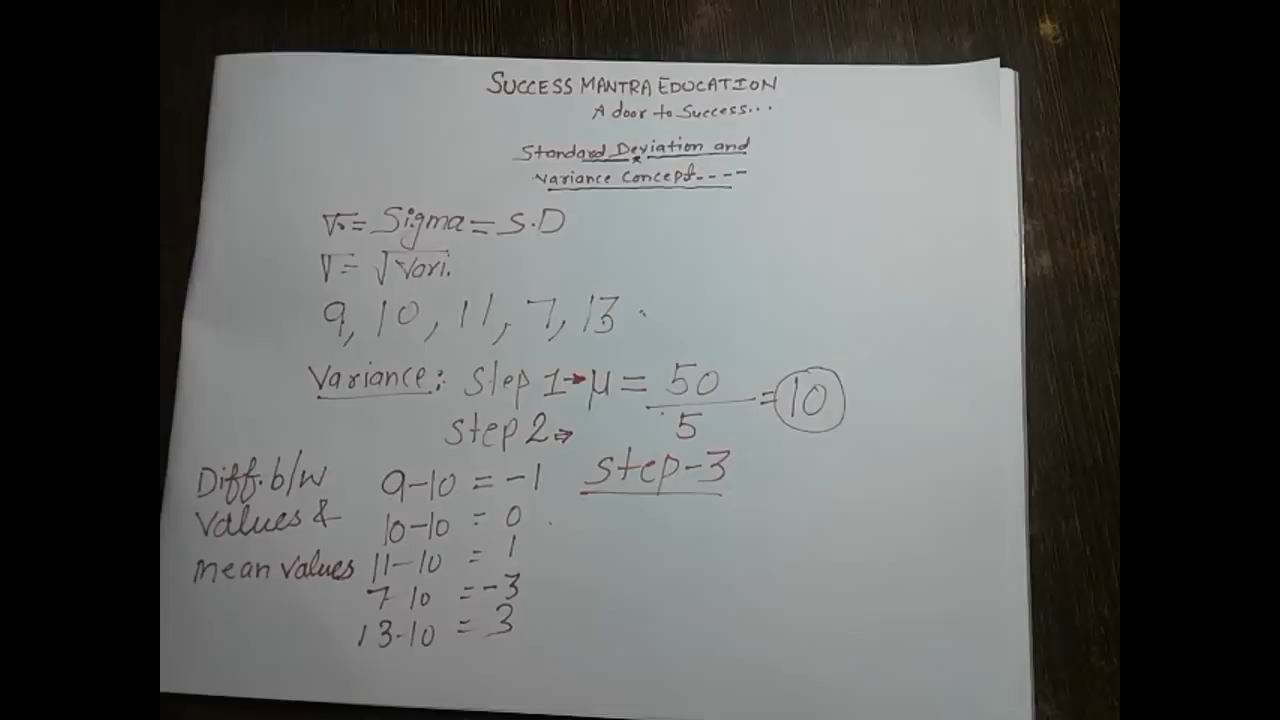 SUCCESS MANTRA EDUCATION
A door to Success...
Standard Deviation and
Variance Concept----
= Sigma = S.D
= √Vari.
9, 10, 11, 7, 13
Variance: Step 1→ μ = 50/5 = 10
Step 2⇒
Step-3
Diff. b/w
values &
mean values
9-10 = -1
10-10 = 0
11-10 = 1
7 10 = -3
13-10 = 3